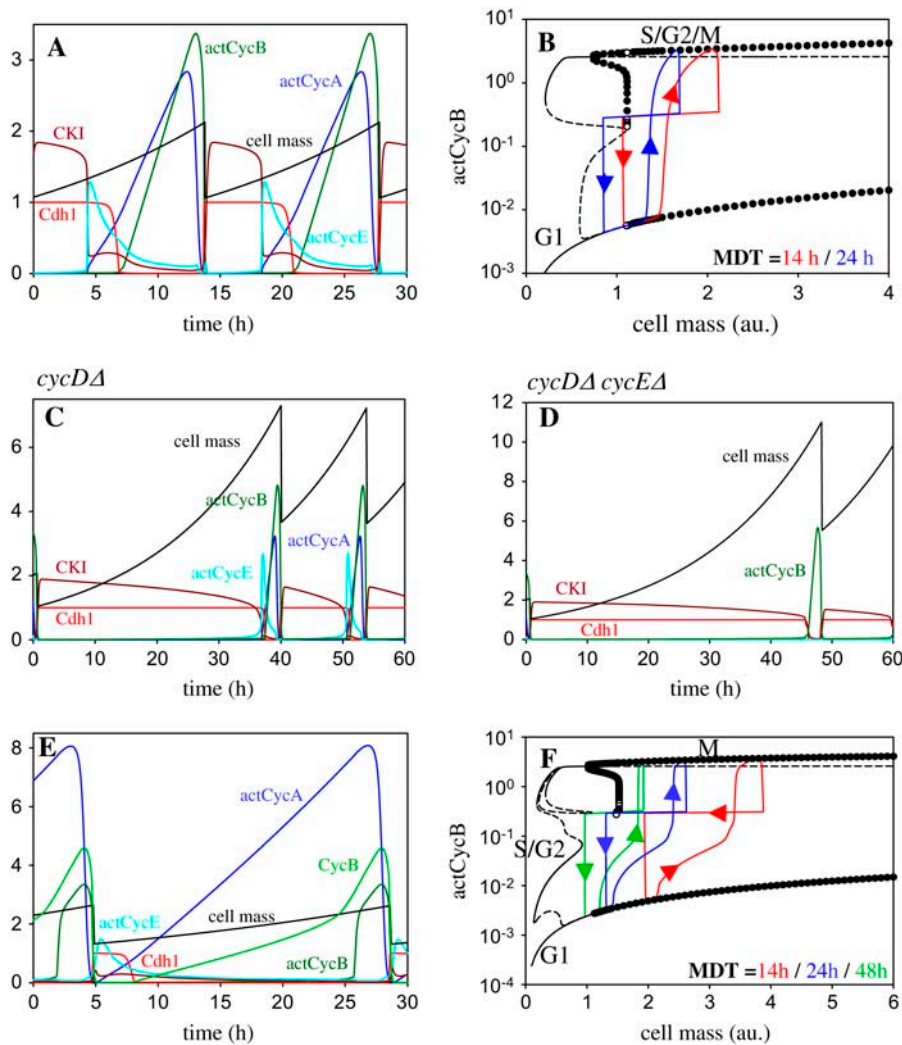 A
actCycB
actCycA
CKI
cell mass
Cdh1
actCycE
3
2
1
0
0 5 10 15 20 25 30
time (h)
B
S/G2/M
actCycB
10^1
10^0
10^-1
10^-2
10^-3
G1
MDT =14 h / 24 h
0 1 2 3 4
cell mass (au.)
cycDΔ
C
cell mass
actCycB
actCycA
actCycE
CKI
Cdh1
6
4
2
0
0 10 20 30 40 50 60
time (h)
cycDΔ cycEΔ
D
cell mass
actCycB
CKI
Cdh1
12
10
8
6
4
2
0
0 10 20 30 40 50 60
time (h)
E
actCycA
CycB
actCycE
cell mass
Cdh1
actCycB
8
6
4
2
0
0 5 10 15 20 25 30
time (h)
F
M
S/G2
G1
actCycB
10^1
10^0
10^-1
10^-2
10^-3
10^-4
MDT =14h / 24h / 48h
0 1 2 3 4 5 6
cell mass (au.)